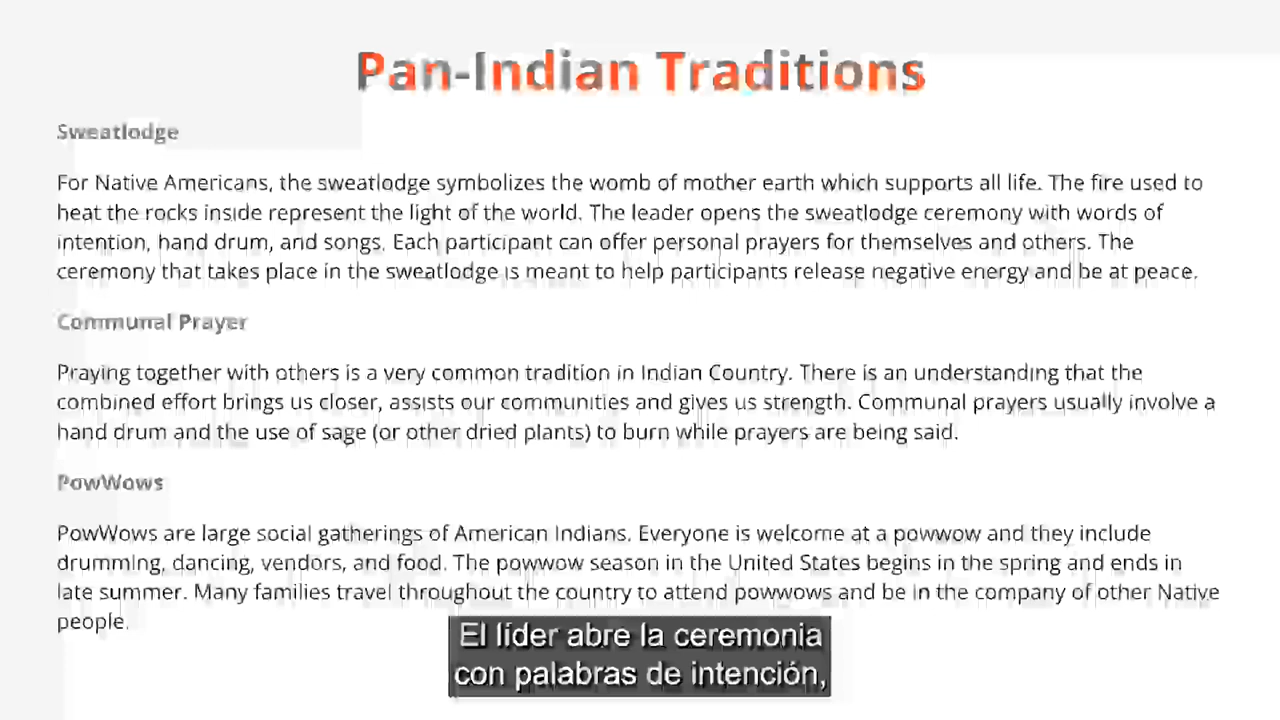 Pan-Indian Traditions
Sweatlodge
For Native Americans, the sweatlodge symbolizes the womb of mother earth which supports all life. The fire used to
heat the rocks inside represent the light of the world. The leader opens the sweatlodge ceremony with words of
intention, hand drum, and songs. Each participant can offer personal prayers for themselves and others. The
ceremony that takes place in the sweatlodge is meant to help participants release negative energy and be at peace.
Communal Prayer
Praying together with others is a very common tradition in Indian Country. There is an understanding that the
combined effort brings us closer, assists our communities and gives us strength. Communal prayers usually involve a
hand drum and the use of sage (or other dried plants) to burn while prayers are being said.
PowWows
PowWows are large social gatherings of American Indians. Everyone is welcome at a powwow and they include
drumming, dancing, vendors, and food. The powwow season in the United States begins in the spring and ends in
late summer. Many families travel throughout the country to attend powwows and be in the company of other Native
people.
El líder abre la ceremonia
con palabras de intención,